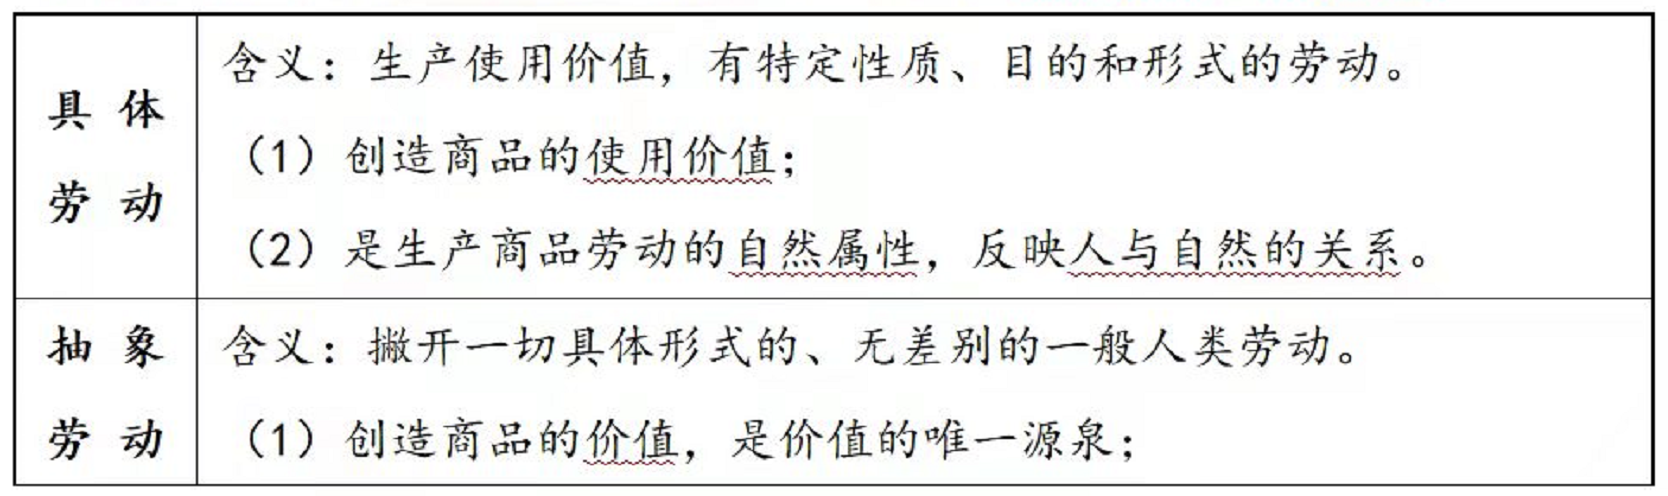 具体
劳动
含义：生产使用价值，有特定性质、目的和形式的劳动。
（1）创造商品的使用价值；
（2）是生产商品劳动的自然属性，反映人与自然的关系。
抽象
劳动
含义：撇开一切具体形式的、无差别的一般人类劳动。
（1）创造商品的价值，是价值的唯一源泉；